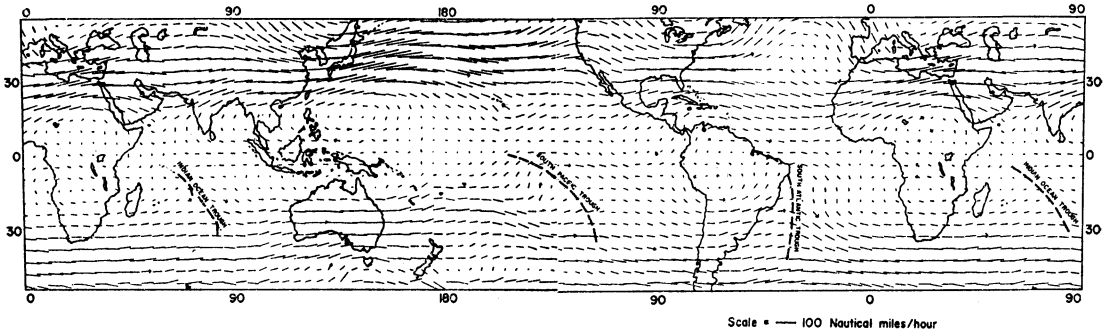 0 90 180 90 0 90
30 30
0 0
30 30
INDIAN OCEAN TROUGH
SOUTH PACIFIC TROUGH
SOUTH ATLANTIC TROUGH
INDIAN OCEAN TROUGH
0 90 180 90 0 90
Scale = — 100 Nautical miles/hour